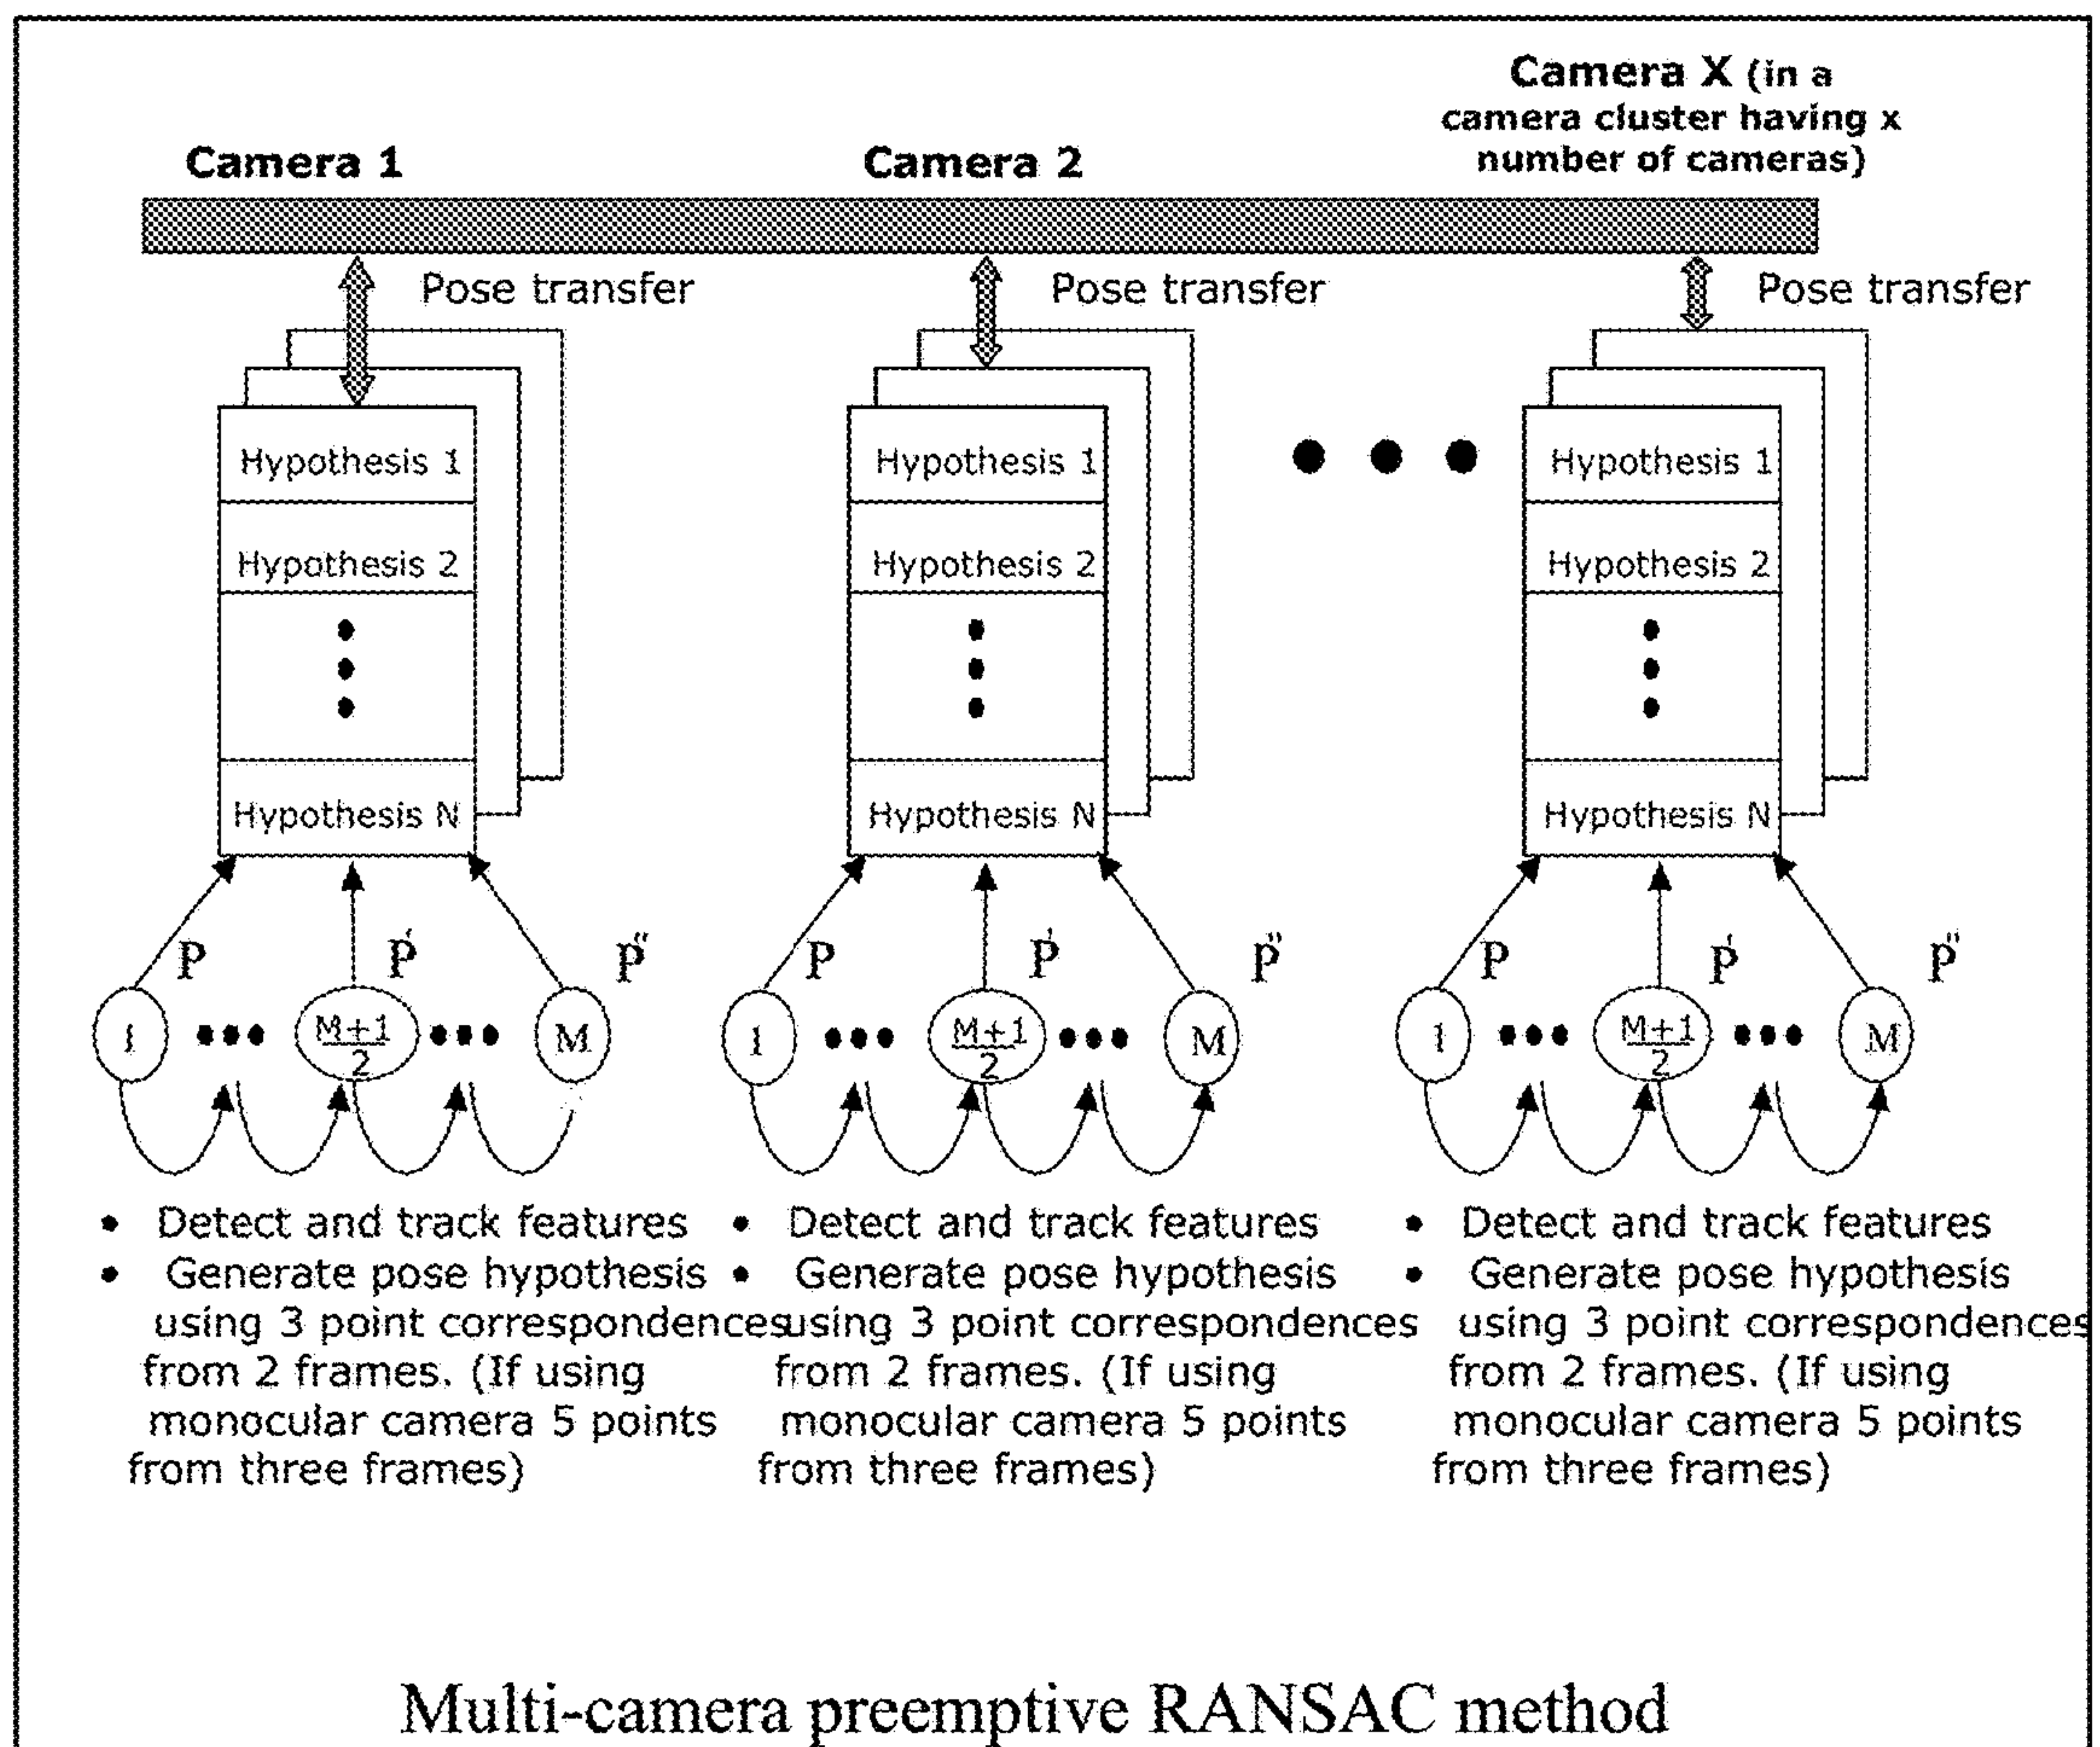 Camera 1
Camera 2
Camera X (in a
camera cluster having x
number of cameras)
Pose transfer
Pose transfer
Pose transfer
Hypothesis 1
Hypothesis 2
Hypothesis N
Hypothesis 1
Hypothesis 2
Hypothesis N
Hypothesis 1
Hypothesis 2
Hypothesis N
P
P'
P"
P
P'
P"
P
P'
P"
1
M+1
2
M
1
M+1
2
M
1
M+1
2
M
• Detect and track features
• Generate pose hypothesis
using 3 point correspondences
from 2 frames. (If using
monocular camera 5 points
from three frames)
• Detect and track features
• Generate pose hypothesis
using 3 point correspondences
from 2 frames. (If using
monocular camera 5 points
from three frames)
• Detect and track features
• Generate pose hypothesis
using 3 point correspondences
from 2 frames. (If using
monocular camera 5 points
from three frames)
Multi-camera preemptive RANSAC method